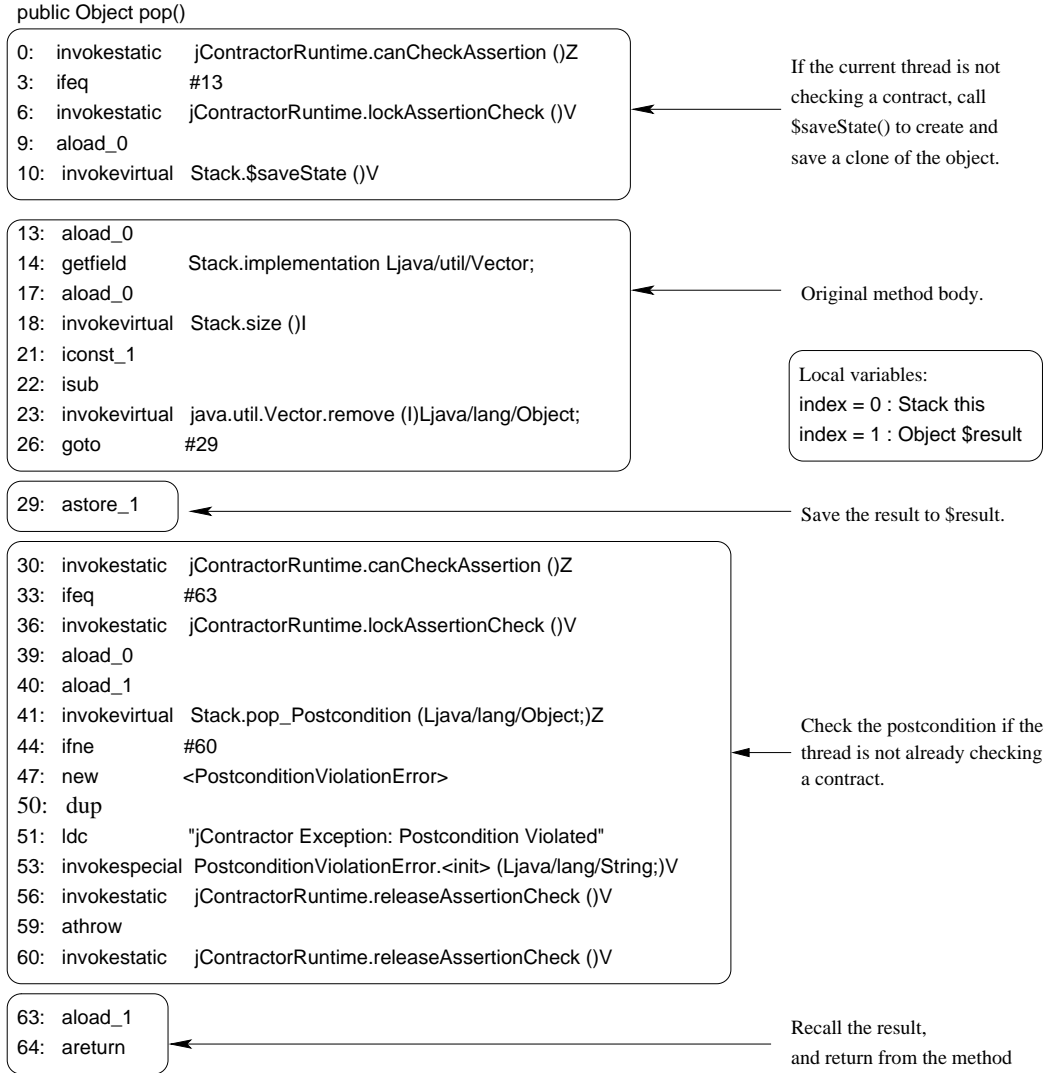 public Object pop()
0: invokestatic jContractorRuntime.canCheckAssertion ()Z
3: ifeq #13
6: invokestatic jContractorRuntime.lockAssertionCheck ()V
9: aload_0
10: invokevirtual Stack.$saveState ()V
If the current thread is not
checking a contract, call
$saveState() to create and
save a clone of the object.
13: aload_0
14: getfield Stack.implementation Ljava/util/Vector;
17: aload_0
18: invokevirtual Stack.size ()I
21: iconst_1
22: isub
23: invokevirtual java.util.Vector.remove (I)Ljava/lang/Object;
26: goto #29
Original method body.
Local variables:
index = 0 : Stack this
index = 1 : Object $result
29: astore_1
Save the result to $result.
30: invokestatic jContractorRuntime.canCheckAssertion ()Z
33: ifeq #63
36: invokestatic jContractorRuntime.lockAssertionCheck ()V
39: aload_0
40: aload_1
41: invokevirtual Stack.pop_Postcondition (Ljava/lang/Object;)Z
44: ifne #60
47: new <PostconditionViolationError>
50: dup
51: ldc "jContractor Exception: Postcondition Violated"
53: invokespecial PostconditionViolationError.<init> (Ljava/lang/String;)V
56: invokestatic jContractorRuntime.releaseAssertionCheck ()V
59: athrow
60: invokestatic jContractorRuntime.releaseAssertionCheck ()V
Check the postcondition if the
thread is not already checking
a contract.
63: aload_1
64: areturn
Recall the result,
and return from the method